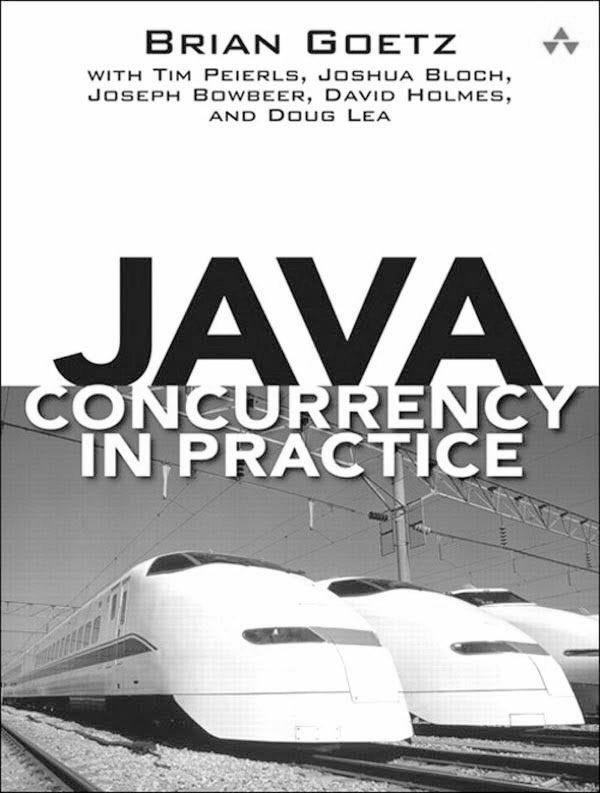 BRIAN GOETZ
WITH TIM PEIERLS, JOSHUA BLOCH,
JOSEPH BOWBEER, DAVID HOLMES,
AND DOUG LEA
JAVA
CONCURRENCY
IN PRACTICE